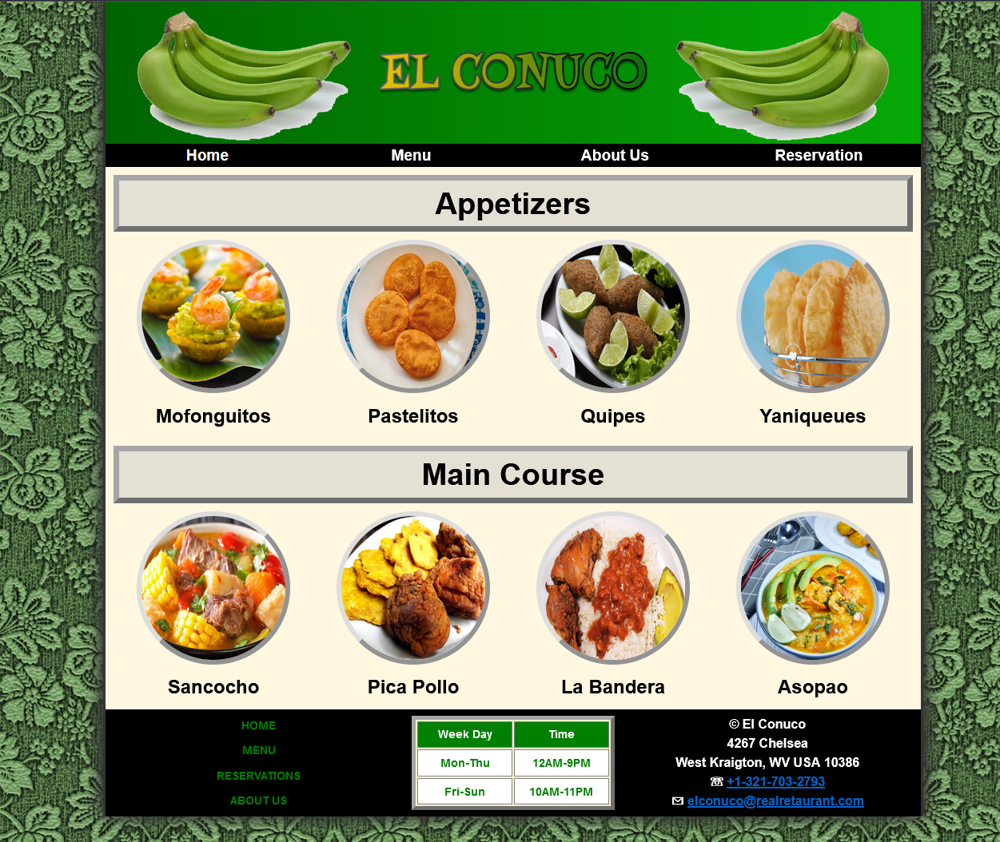 EL CONUCO
Home Menu About Us Reservation
Appetizers
Mofonguitos Pastelitos Quipes Yaniqueues
Main Course
Sancocho Pica Pollo La Bandera Asopao
HOME
MENU
RESERVATIONS
ABOUT US
Week Day Time
Mon-Thu 12AM-9PM
Fri-Sun 10AM-11PM
© El Conuco
4267 Chelsea
West Kraigton, WV USA 10386
☏ +1-321-703-2793
🖂 elconuco@realretaurant.com